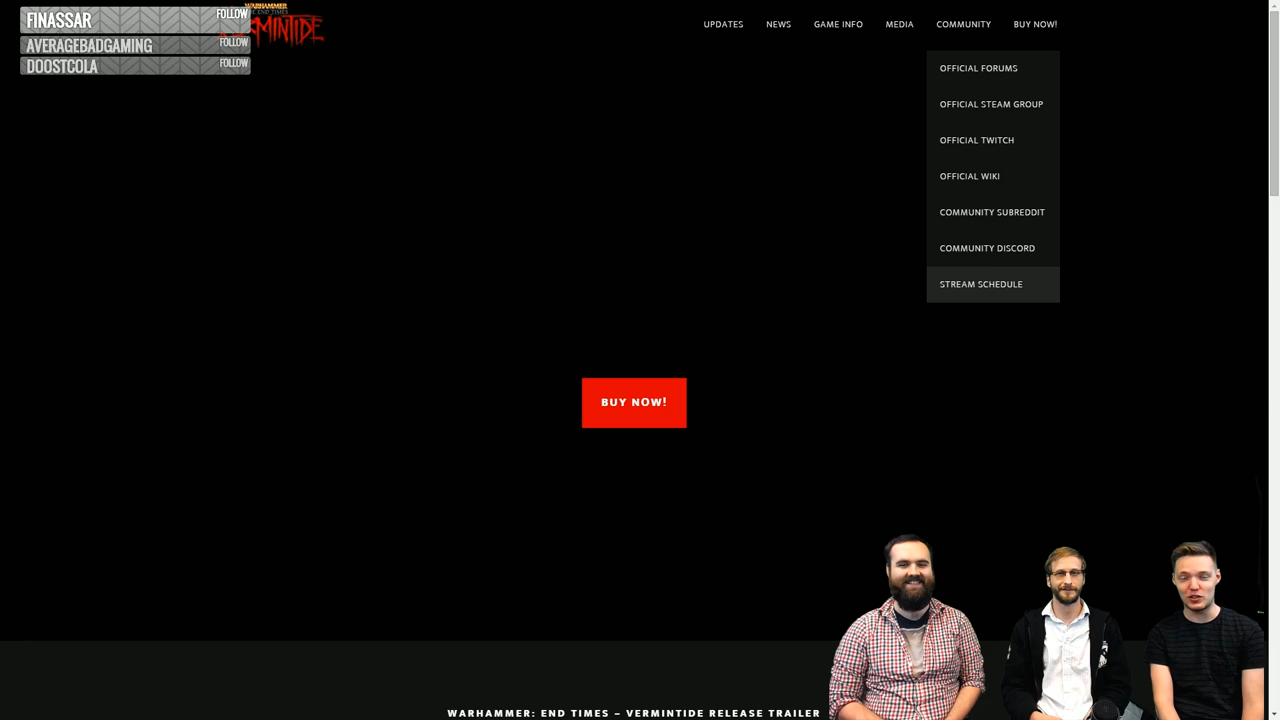 FINASSAR
FOLLOW
AVERAGEBADGAMING
FOLLOW
DOOSTCOLA
FOLLOW
WARHAMMER
UPDATES
NEWS
GAME INFO
MEDIA
COMMUNITY
BUY NOW!
OFFICIAL FORUMS
OFFICIAL STEAM GROUP
OFFICIAL TWITCH
OFFICIAL WIKI
COMMUNITY SUBREDDIT
COMMUNITY DISCORD
STREAM SCHEDULE
BUY NOW!
WARHAMMER: END TIMES – VERMINTIDE RELEASE TRAILER